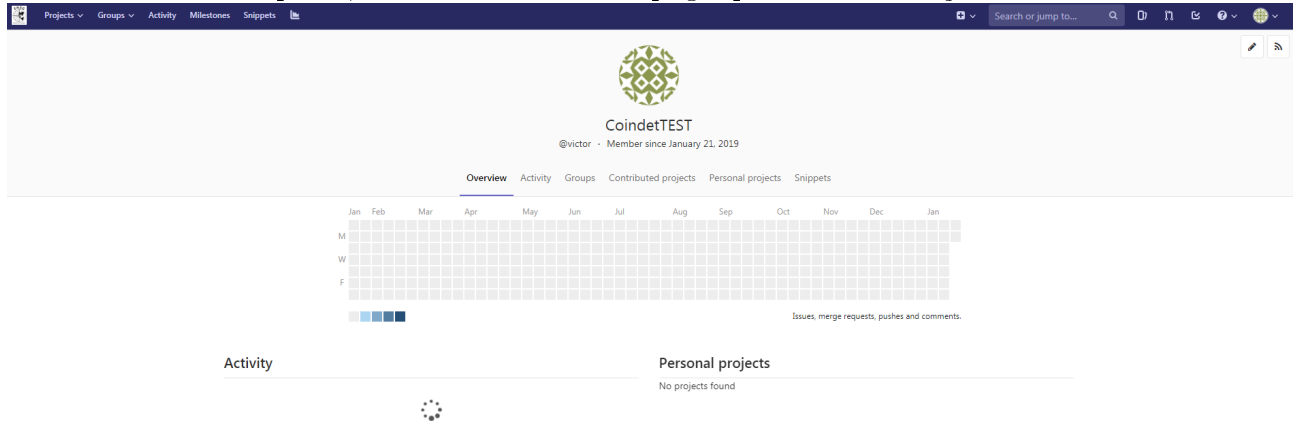 Projects Groups Activity Milestones Snippets Search or jump to...
CoindetTEST
@victor · Member since January 21, 2019
Overview Activity Groups Contributed projects Personal projects Snippets
Jan Feb Mar Apr May Jun Jul Aug Sep Oct Nov Dec Jan
M
W
F
Issues, merge requests, pushes and comments.
Activity Personal projects
No projects found